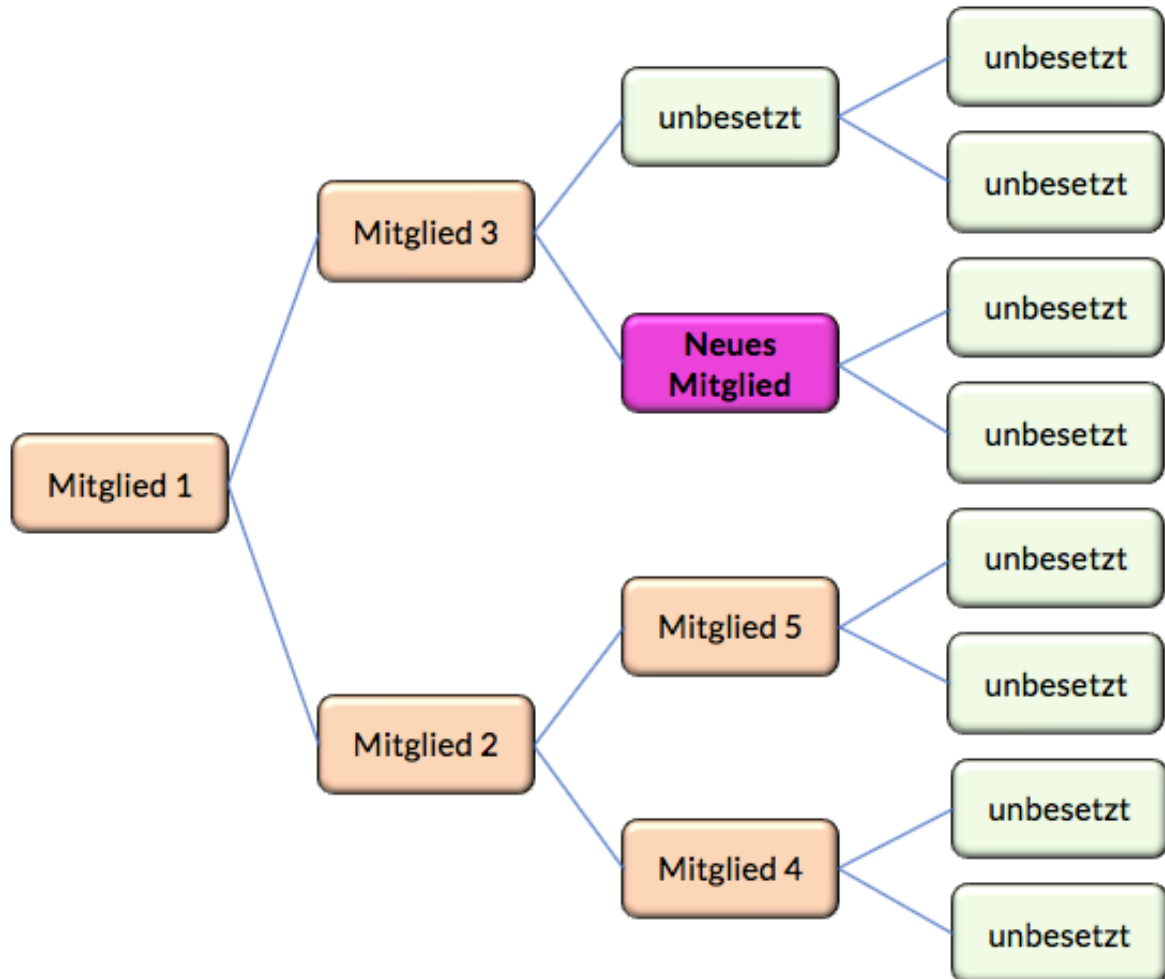 unbesetzt
unbesetzt
unbesetzt
Mitglied 3
unbesetzt
Neues
Mitglied
unbesetzt
Mitglied 1
unbesetzt
Mitglied 5
unbesetzt
Mitglied 2
unbesetzt
Mitglied 4
unbesetzt